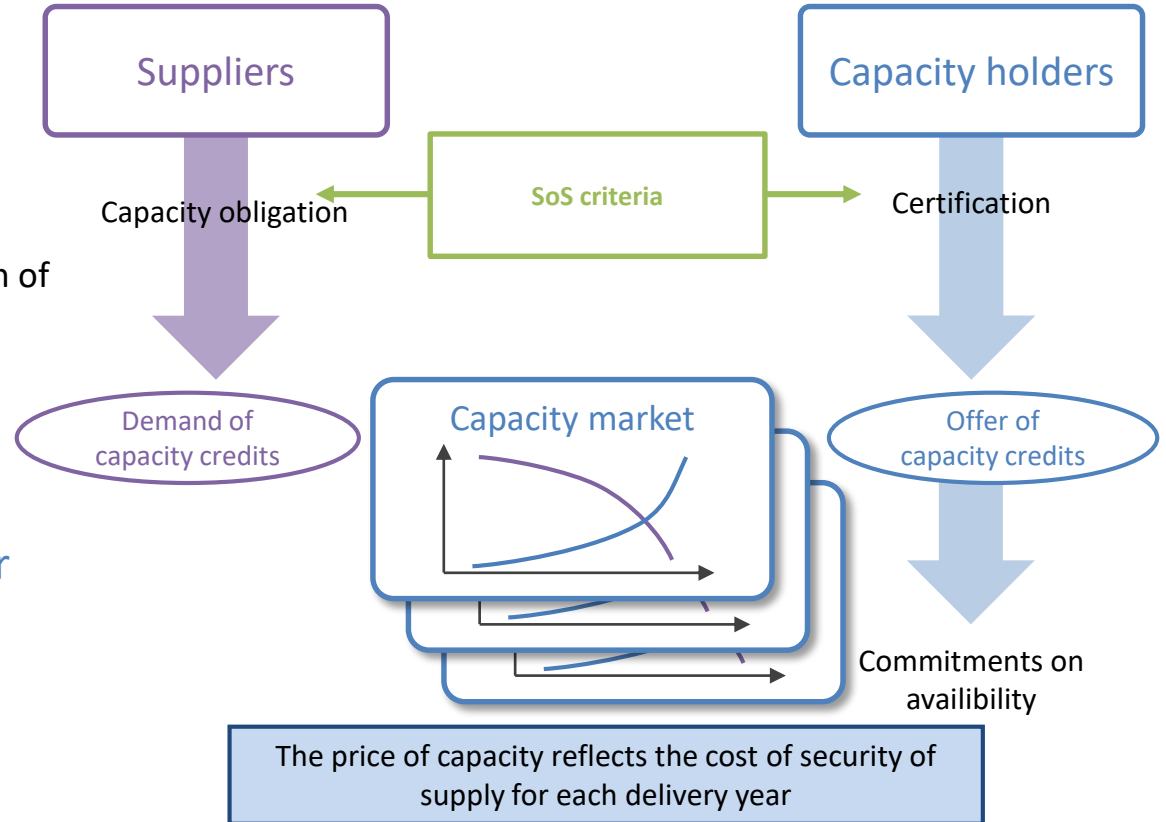 Suppliers
Capacity holders
SoS criteria
Capacity obligation
Certification
of
Demand of
capacity credits
Capacity market
Offer of
capacity credits
Commitments on
availibility
The price of capacity reflects the cost of security of
supply for each delivery year